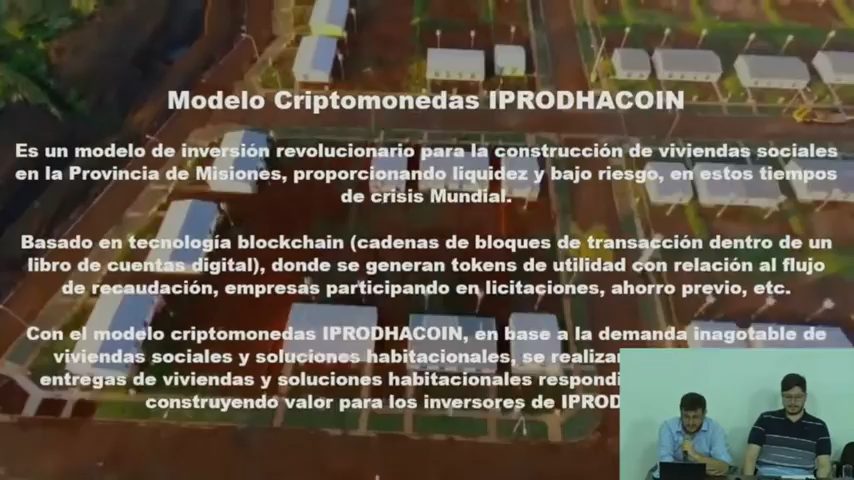 Modelo Criptomonedas IPRODHACOIN
Es un modelo de inversión revolucionario para la construcción de viviendas sociales
en la Provincia de Misiones, proporcionando liquidez y bajo riesgo, en estos tiempos
de crisis Mundial.
Basado en tecnología blockchain (cadenas de bloques de transacción dentro de un
libro de cuentas digital), donde se generan tokens de utilidad con relación al flujo
de recaudación, empresas participando en licitaciones, ahorro previo, etc.
Con el modelo criptomonedas IPRODHACOIN, en base a la demanda inagotable de
viviendas sociales y soluciones habitacionales, se realizar
entregas de viviendas y soluciones habitacionales respondi
construyendo valor para los inversores de IPROD